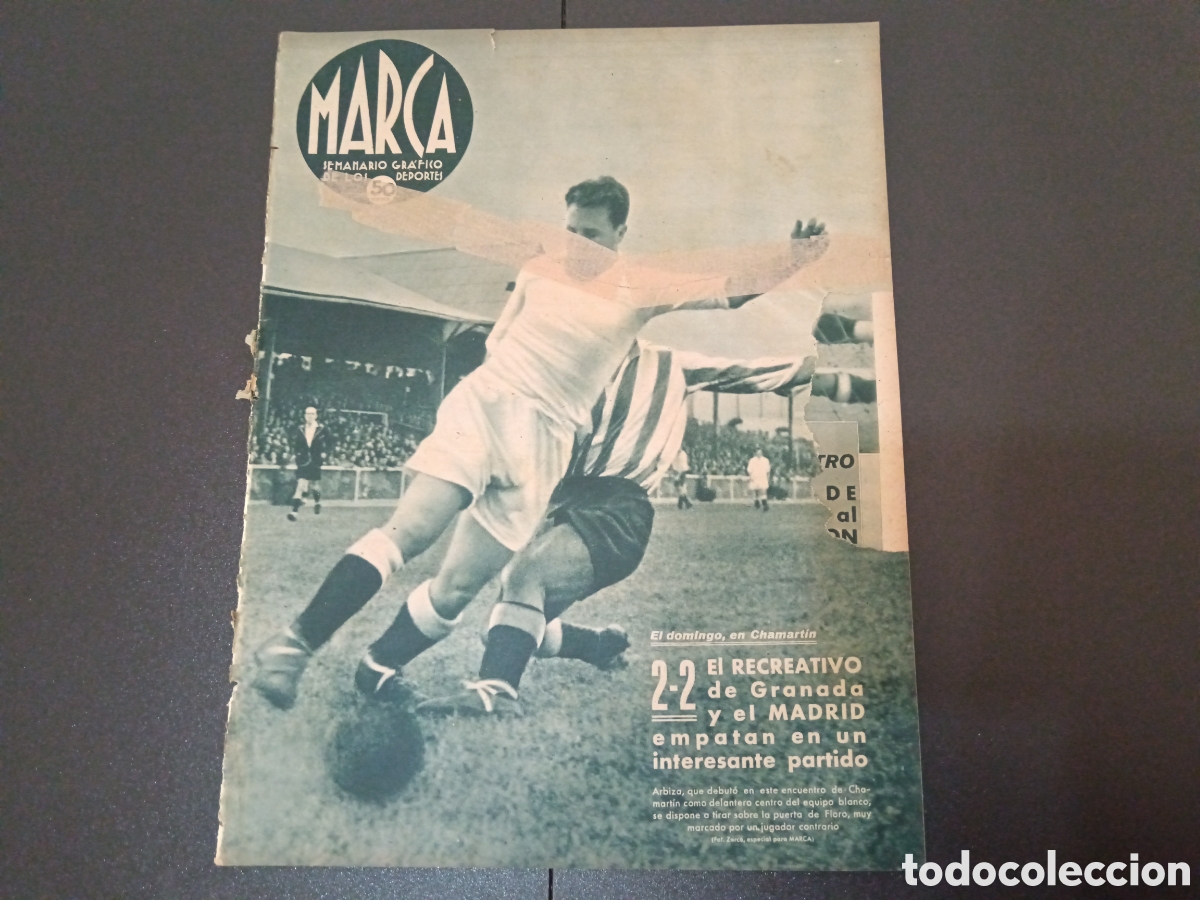 MARCA
SEMANARIO GRÁFICO
DE LOS DEPORTES
50
TRO
DE
al
ON
El domingo, en Chamartín
2-2 El RECREATIVO
de Granada
y el MADRID
empatan en un
interesante partido
Arbiza, que debutó en este encuentro de Cha-
martín como delantero centro del equipo blanco,
se dispone a tirar sobre la puerta de Floro, muy
marcado por un jugador contrario
(Fot. Zarco, especial para MARCA)
todocoleccion